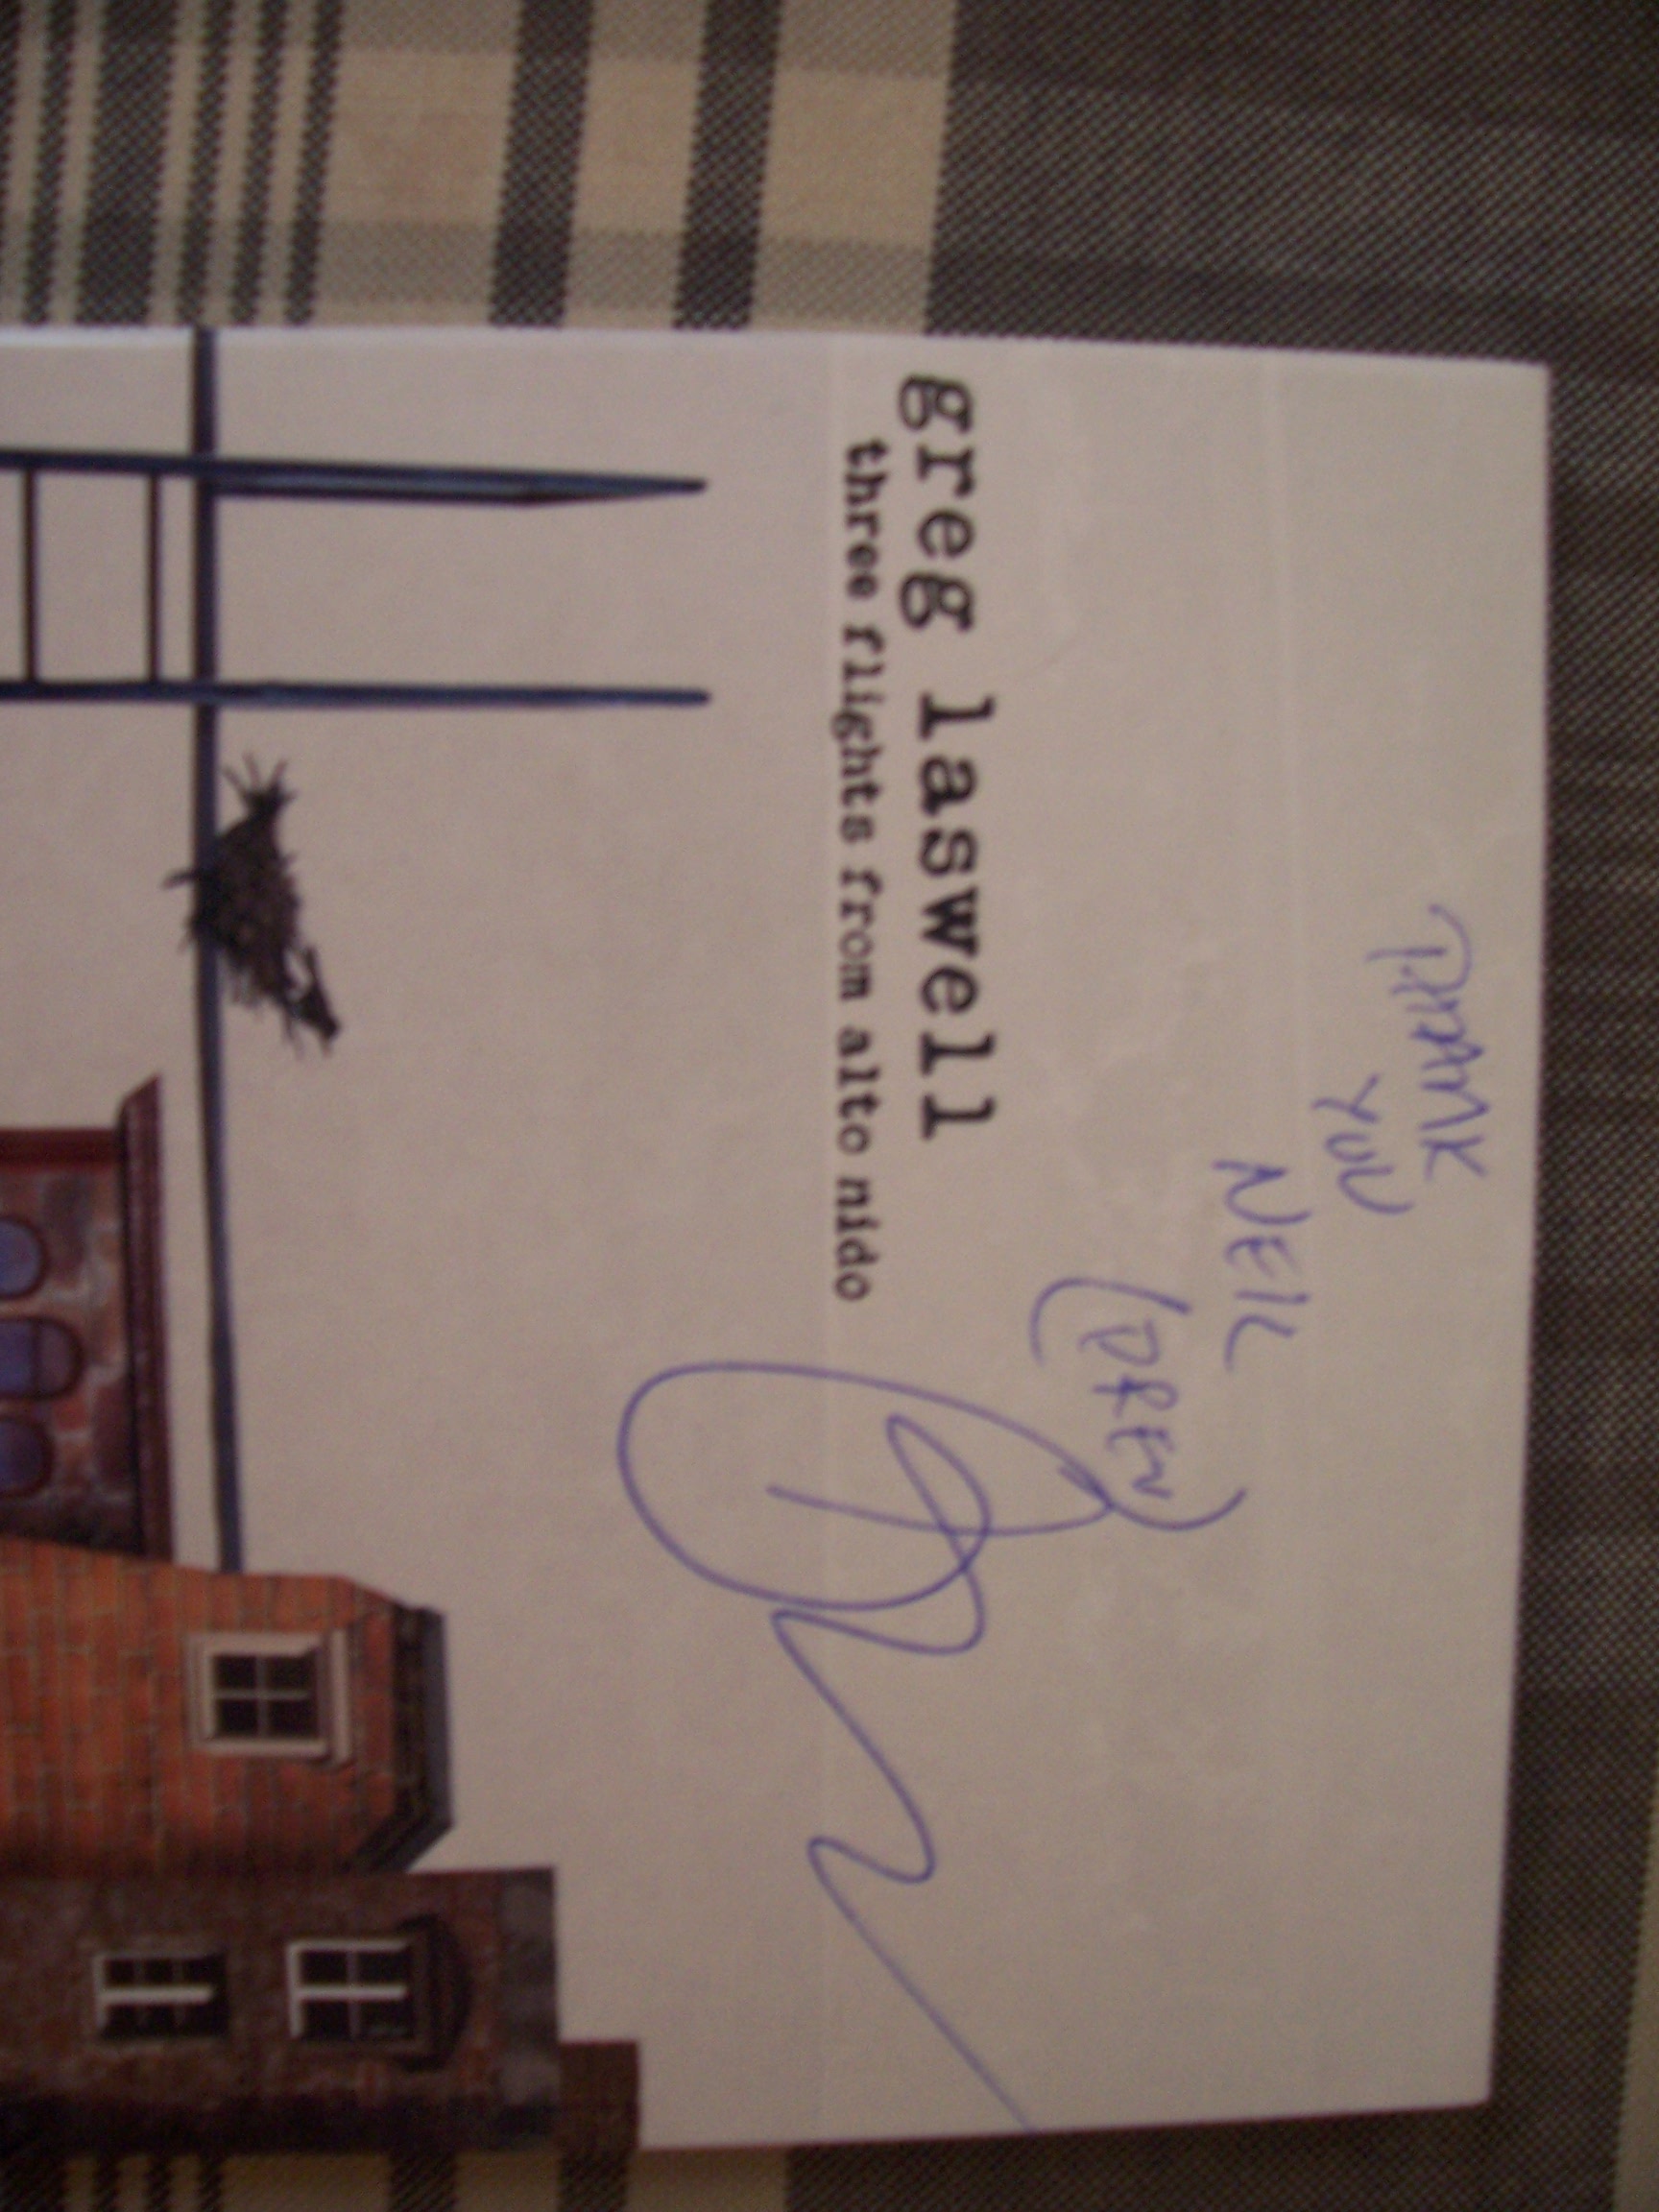 THANK
YOU
NEIL
(DREW)
greg laswell
three flights from alto nido